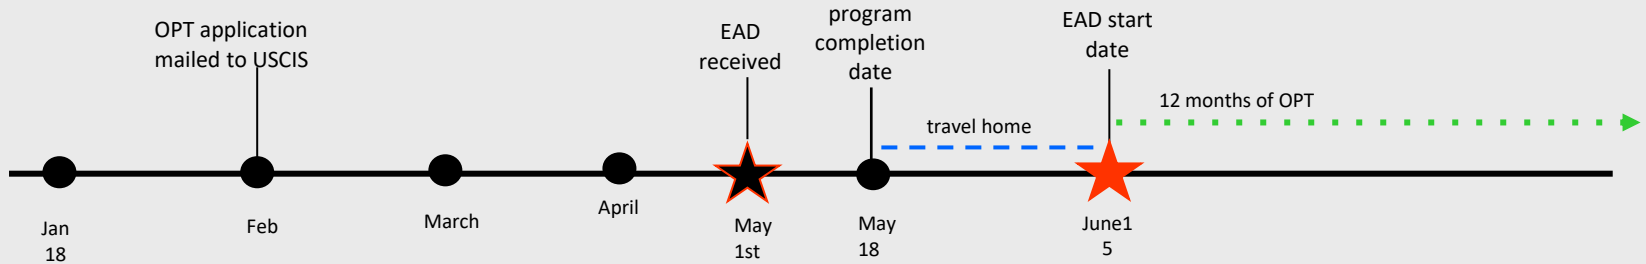 OPT application
mailed to USCIS
EAD
received
program
completion
date
EAD start
date
12 months of OPT
travel home
Jan
18
Feb
March
April
May
1st
May
18
June1
5